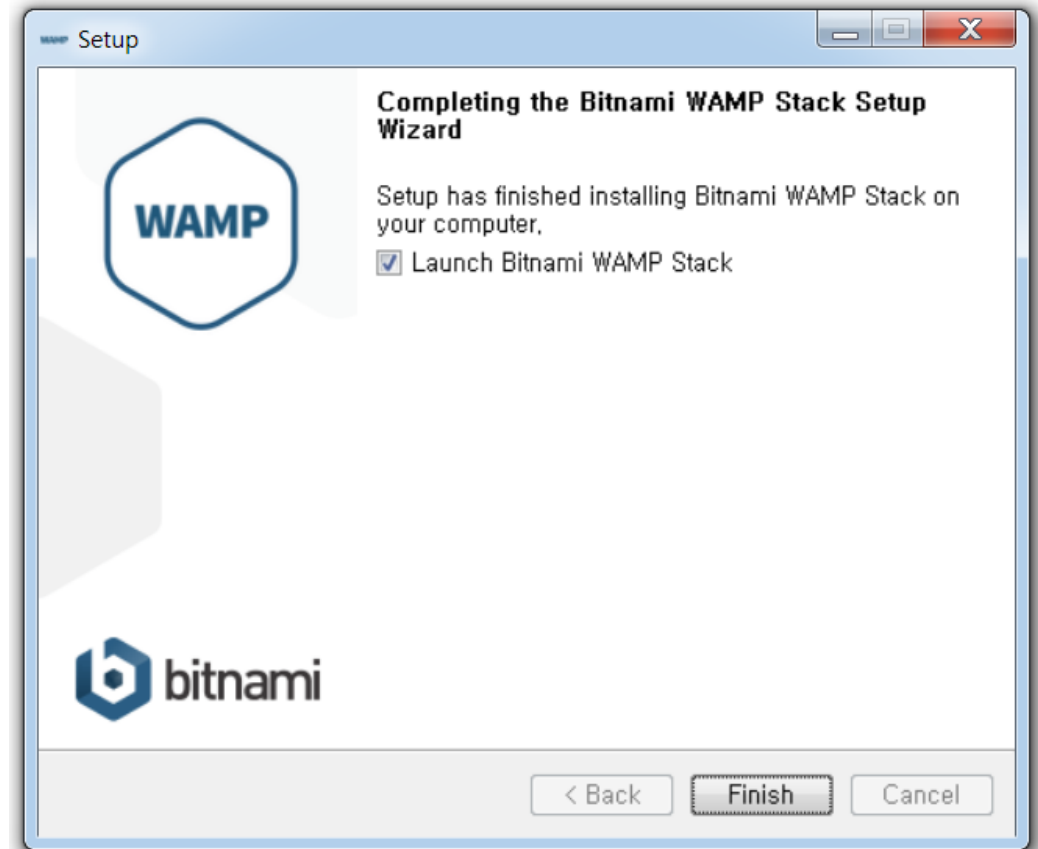 Setup
Completing the Bitnami WAMP Stack Setup
Wizard
WAMP
Setup has finished installing Bitnami WAMP Stack on
your computer,
Launch Bitnami WAMP Stack
bitnami
< Back
Finish
Cancel